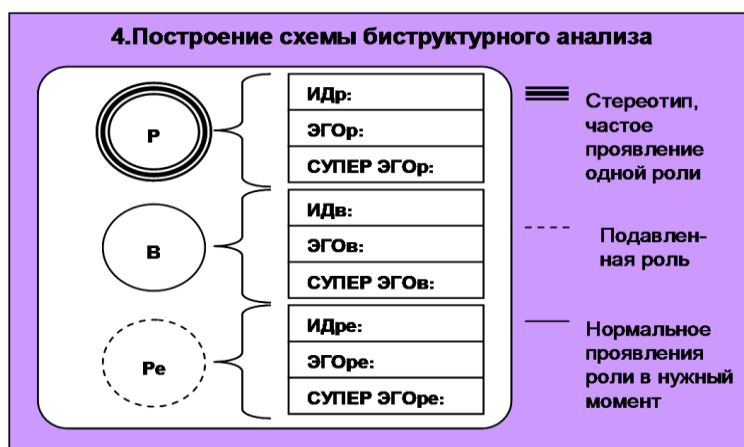 4.Построение схемы биструктурного анализа
Р
ИДр:
ЭГОр:
СУПЕР ЭГОр:
В
ИДв:
ЭГОв:
СУПЕР ЭГОв:
Ре
ИДре:
ЭГОре:
СУПЕР ЭГОре:
Стереотип,
частое
проявление
одной роли
Подавлен-
ная роль
Нормальное
проявления
роли в нужный
момент